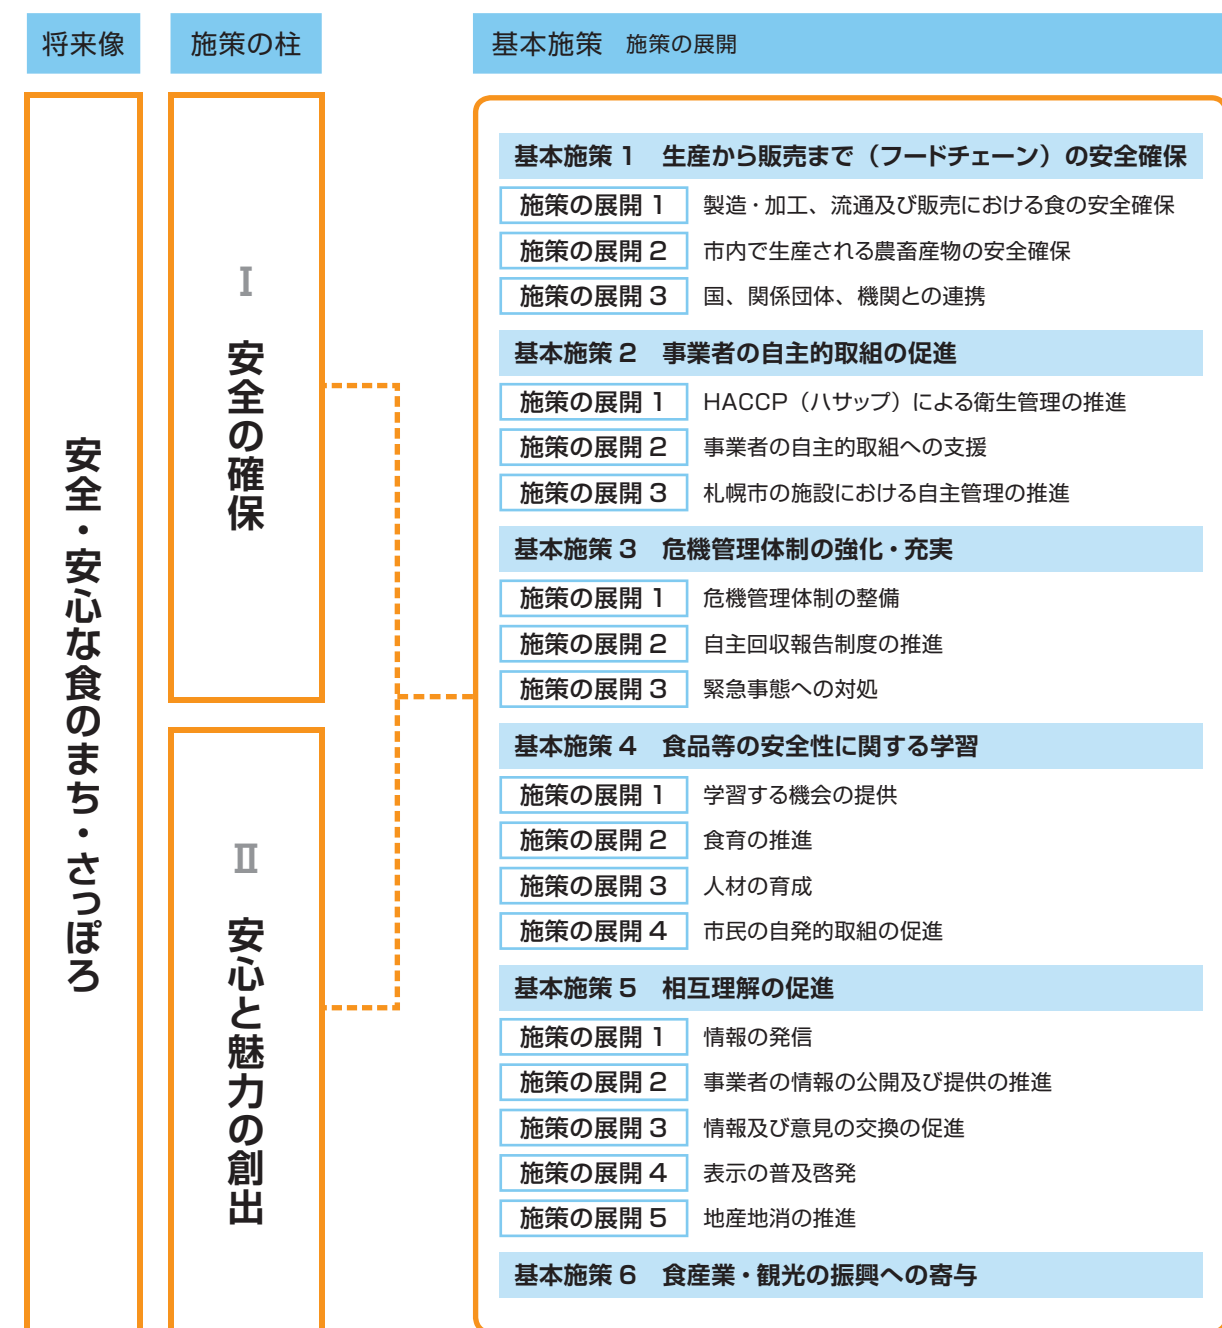 将来像
施策の柱
基本施策 施策の展開
安全・安心な食のまち・さっぽろ
Ⅰ 安全の確保
Ⅱ 安心と魅力の創出
基本施策 1 生産から販売まで（フードチェーン）の安全確保
施策の展開 1 製造・加工、流通及び販売における食の安全確保
施策の展開 2 市内で生産される農畜産物の安全確保
施策の展開 3 国、関係団体、機関との連携
基本施策 2 事業者の自主的取組の促進
施策の展開 1 HACCP（ハサップ）による衛生管理の推進
施策の展開 2 事業者の自主的取組への支援
施策の展開 3 札幌市の施設における自主管理の推進
基本施策 3 危機管理体制の強化・充実
施策の展開 1 危機管理体制の整備
施策の展開 2 自主回収報告制度の推進
施策の展開 3 緊急事態への対処
基本施策 4 食品等の安全性に関する学習
施策の展開 1 学習する機会の提供
施策の展開 2 食育の推進
施策の展開 3 人材の育成
施策の展開 4 市民の自発的取組の促進
基本施策 5 相互理解の促進
施策の展開 1 情報の発信
施策の展開 2 事業者の情報の公開及び提供の推進
施策の展開 3 情報及び意見の交換の促進
施策の展開 4 表示の普及啓発
施策の展開 5 地産地消の推進
基本施策 6 食産業・観光の振興への寄与